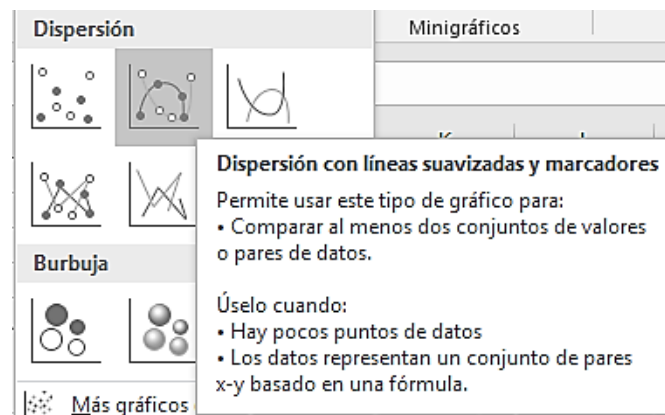 Dispersión
Minigráficos
Dispersión con líneas suavizadas y marcadores
Permite usar este tipo de gráfico para:
• Comparar al menos dos conjuntos de valores
o pares de datos.
Burbuja
Úselo cuando:
• Hay pocos puntos de datos
• Los datos representan un conjunto de pares
x-y basado en una fórmula.
Más gráficos